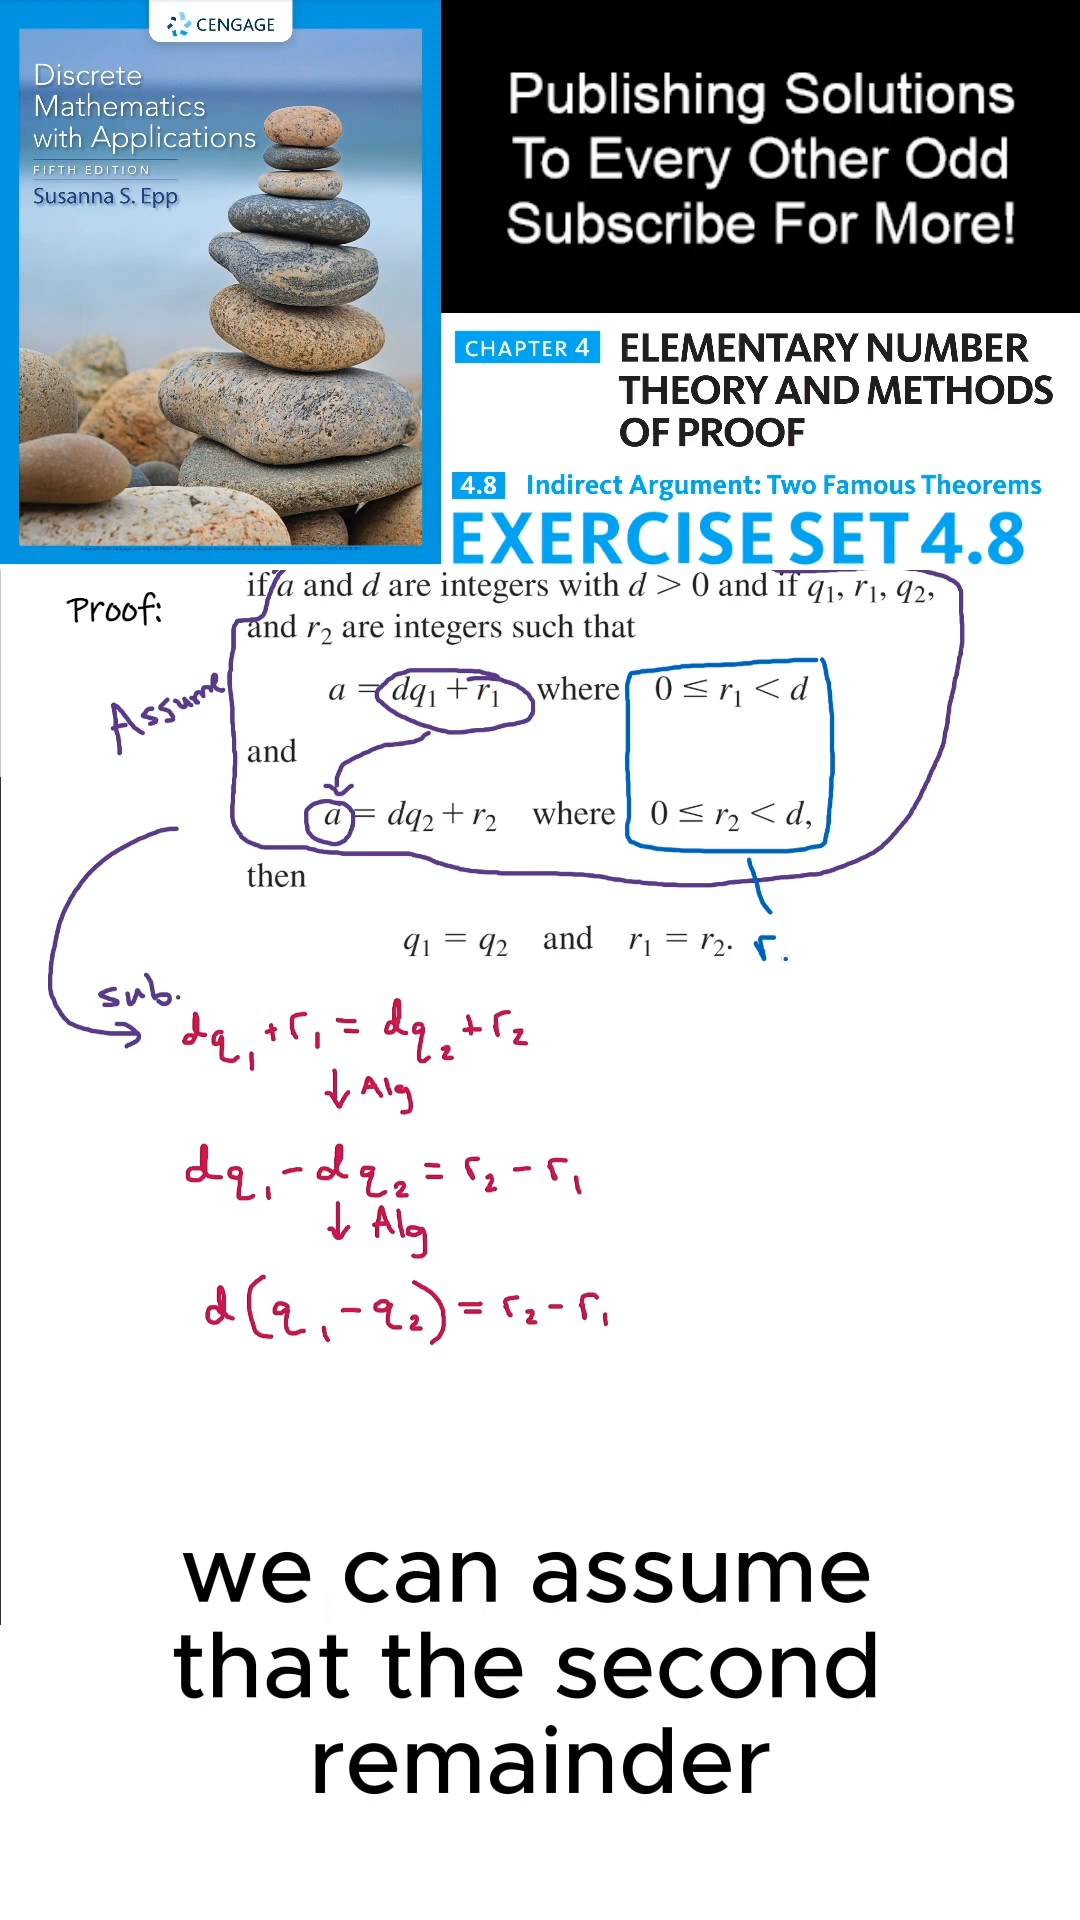 CENGAGE
Discrete
Mathematics
with Applications
FIFTH EDITION
Susanna S. Epp
Publishing Solutions
To Every Other Odd
Subscribe For More!
CHAPTER 4
ELEMENTARY NUMBER
THEORY AND METHODS
OF PROOF
4.8 Indirect Argument: Two Famous Theorems
EXERCISE SET 4.8
Proof:
if a and d are integers with d > 0 and if q₁, r₁, q₂,
and r₂ are integers such that
Assume
a = dq₁ + r₁ where 0 ≤ r₁ < d
and
a = dq₂ + r₂ where 0 ≤ r₂ < d,
then
q₁ = q₂ and r₁ = r₂. r.
sub.
dq₁ + r₁ = dq₂ + r₂
↓ Alg
dq₁ - dq₂ = r₂ - r₁
↓ Alg
d(q₁ - q₂) = r₂ - r₁
we can assume
that the second
remainder